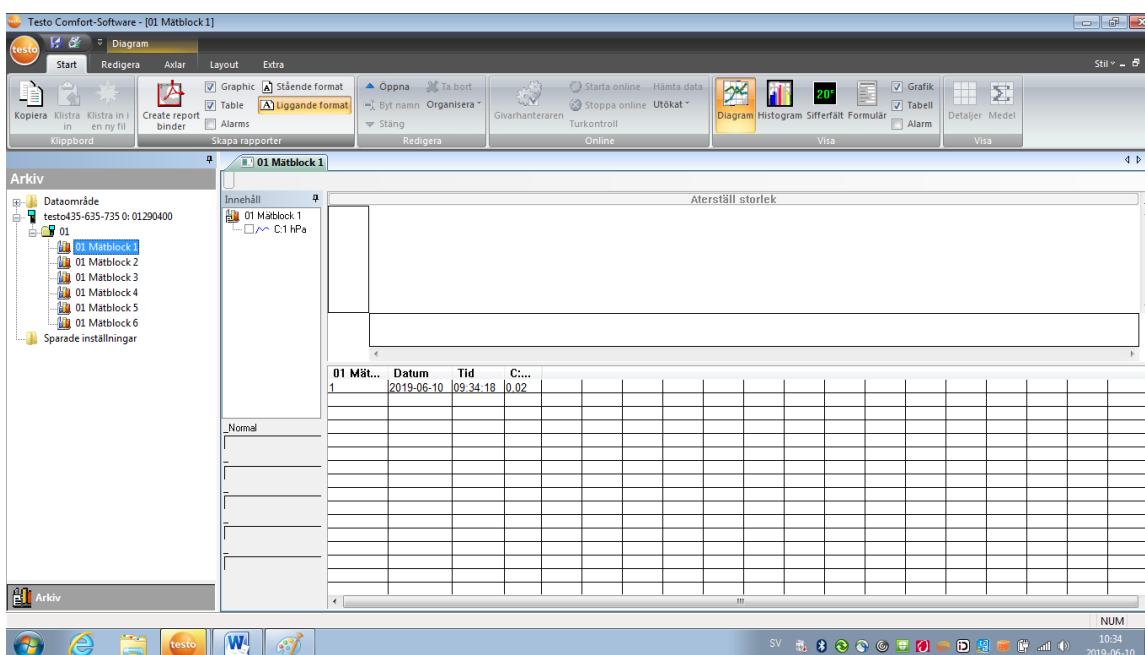 Testo Comfort-Software - [01 Mätblock 1]
testo
Diagram
Start Redigera Axlar Layout Extra Stil
Kopiera
Klistra in
Klistra in i en ny fil
Klippbord
Create report binder
Graphic
Table
Alarms
Stående format
Liggande format
Skapa rapporter
Öppna Ta bort
Byt namn Organisera
Stäng
Redigera
Givarhanteraren
Starta online Hämta data
Stoppa online Utökat
Turkontroll
Online
Diagram Histogram Sifferfält Formulär
20°
Grafik
Tabell
Alarm
Visa
Detaljer Medel
Visa
Arkiv
Dataområde
testo435-635-735 0: 01290400
01
01 Mätblock 1
01 Mätblock 2
01 Mätblock 3
01 Mätblock 4
01 Mätblock 5
01 Mätblock 6
Sparade inställningar
Arkiv
01 Mätblock 1
Innehåll
01 Mätblock 1
C:1 hPa
_Normal
Återställ storlek
01 Mät... Datum Tid C:...
1 2019-06-10 09:34:18 0.02
NUM
testo
SV
10:34
2019-06-10